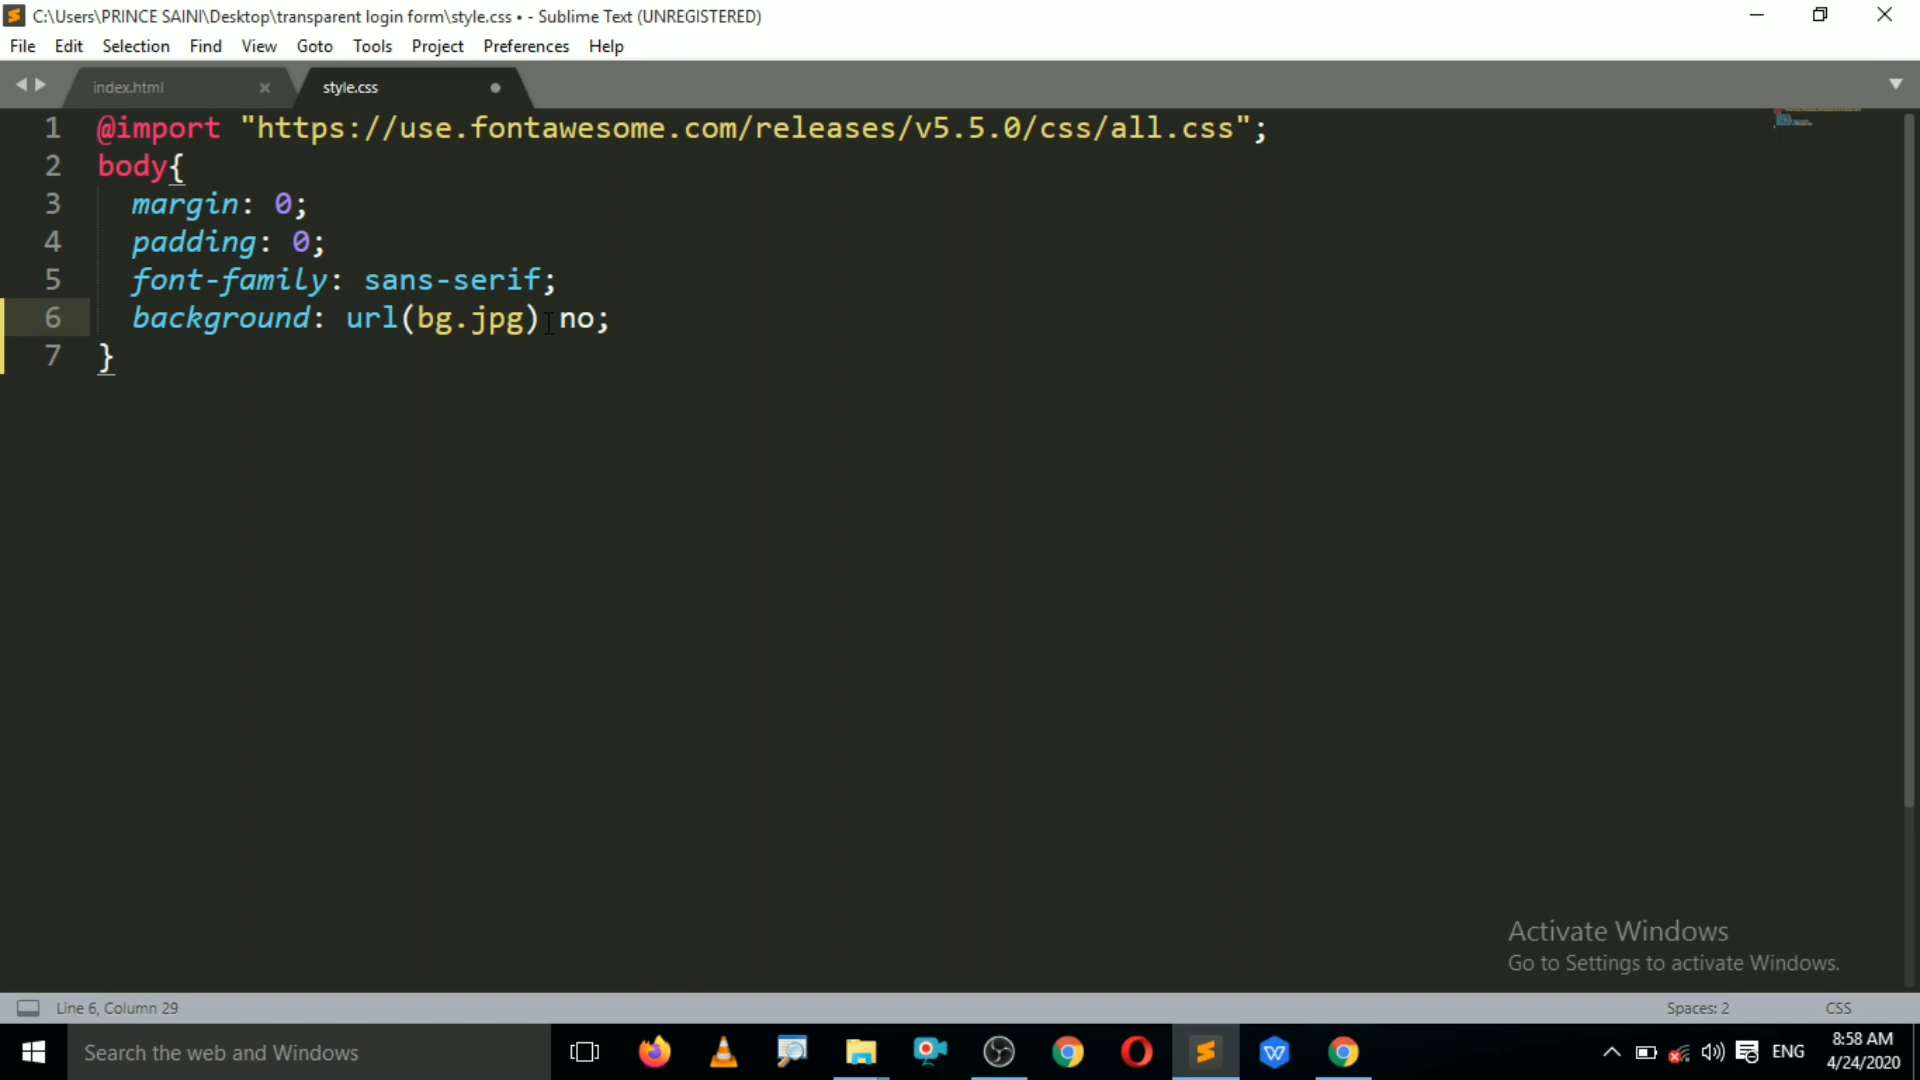 C:\Users\PRINCE SAINI\Desktop\transparent login form\style.css • - Sublime Text (UNREGISTERED)
File Edit Selection Find View Goto Tools Project Preferences Help
index.html × style.css
1 @import "https://use.fontawesome.com/releases/v5.5.0/css/all.css";
2 body{
3 margin: 0;
4 padding: 0;
5 font-family: sans-serif;
6 background: url(bg.jpg) no;
7 }
Activate Windows
Go to Settings to activate Windows.
Line 6, Column 29 Spaces: 2 CSS
Search the web and Windows ENG 8:58 AM
4/24/2020